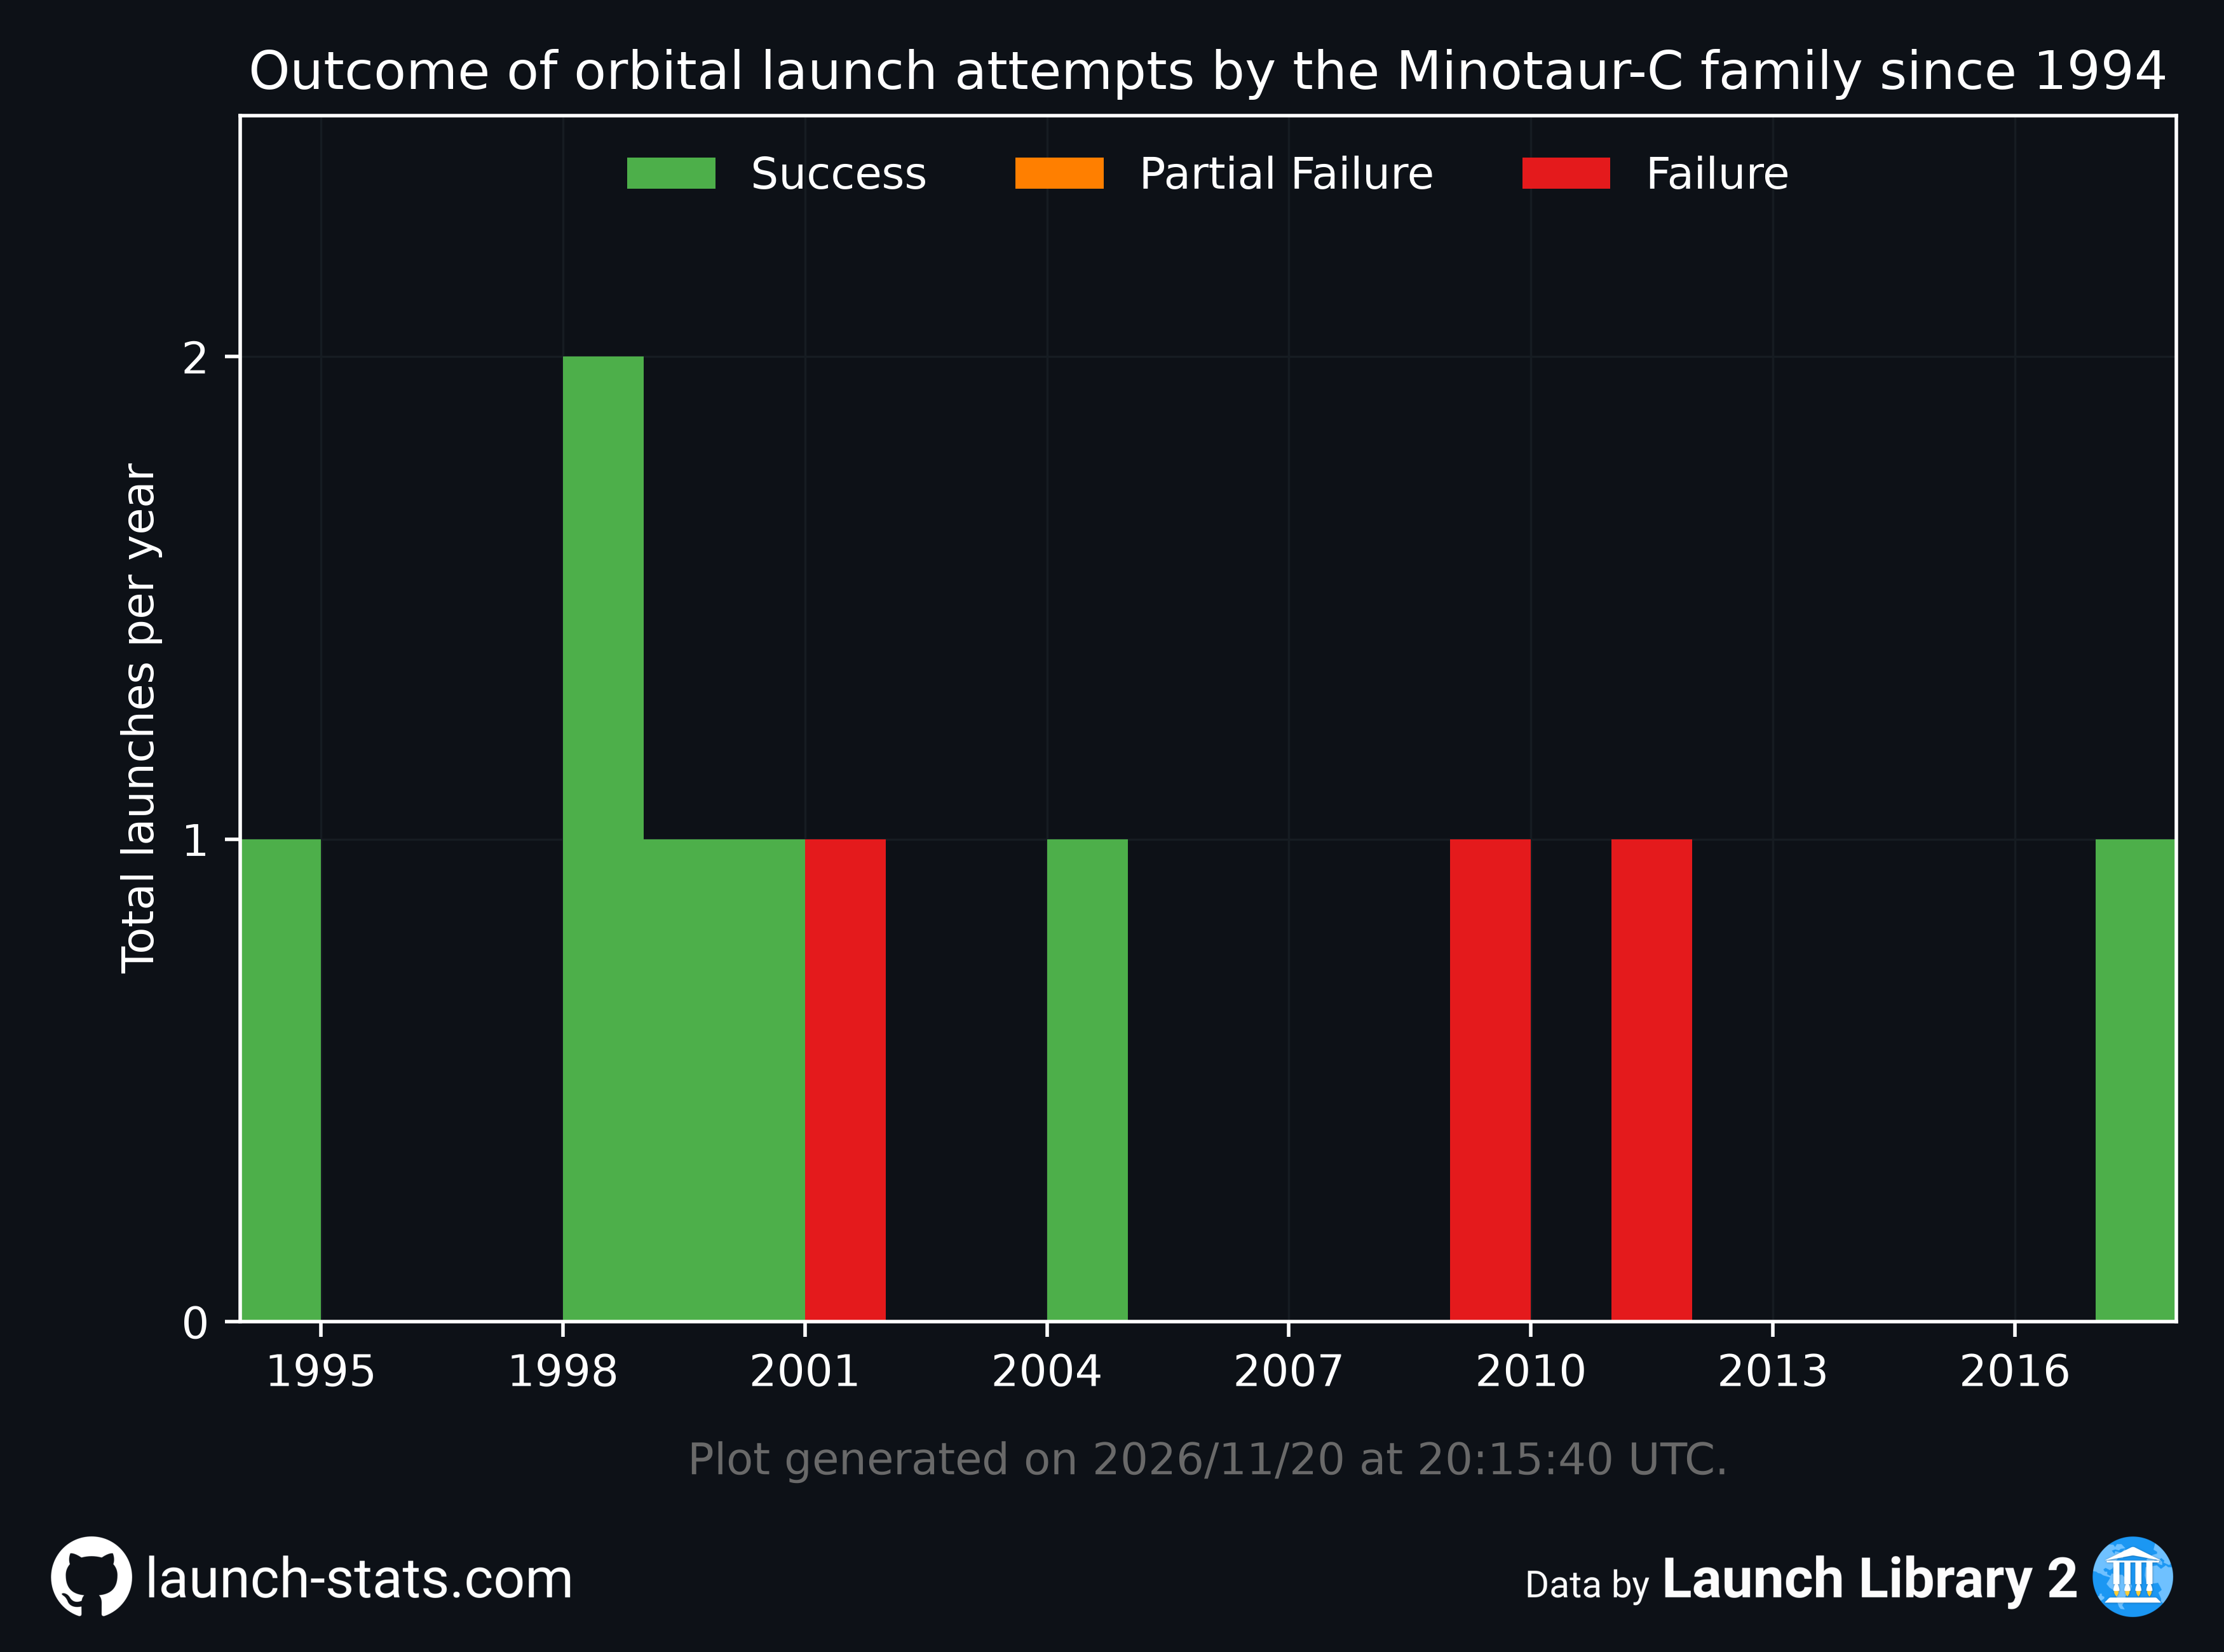 Outcome of orbital launch attempts by the Minotaur-C family since 1994
Success Partial Failure Failure
Total launches per year
2
1
0
1995 1998 2001 2004 2007 2010 2013 2016
Plot generated on 2026/11/20 at 20:15:40 UTC.
launch-stats.com
Data by Launch Library 2